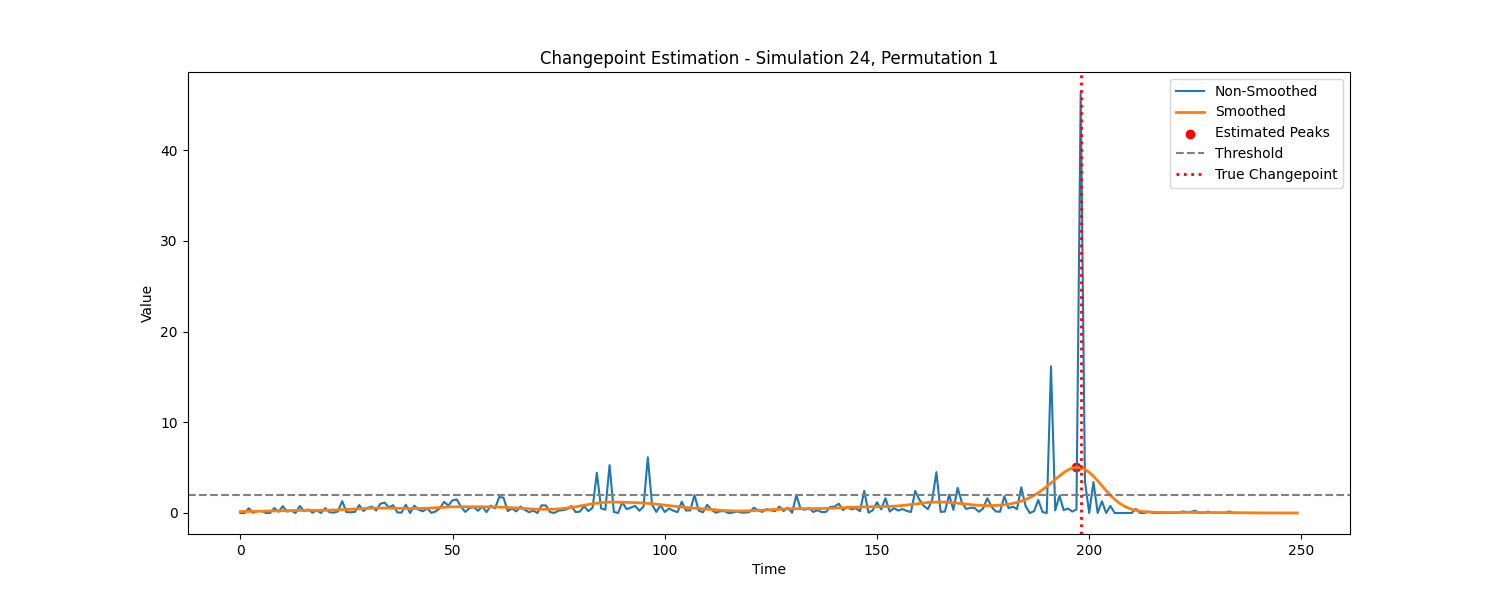 Changepoint Estimation - Simulation 24, Permutation 1
Non-Smoothed
Smoothed
Estimated Peaks
Threshold
True Changepoint
Value
40
30
20
10
0
0 50 100 150 200 250
Time